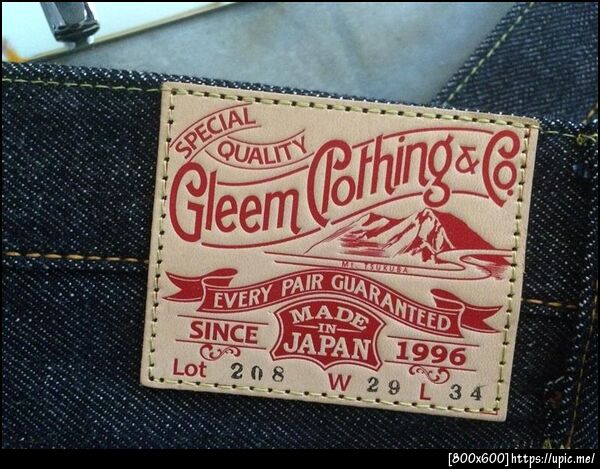 SPECIAL
QUALITY
Gleem Clothing & Co.
Mt. TSUKUBA
EVERY PAIR GUARANTEED
SINCE MADE IN JAPAN 1996
Lot 208 W 29 L 34
[800x600]https://upic.me/